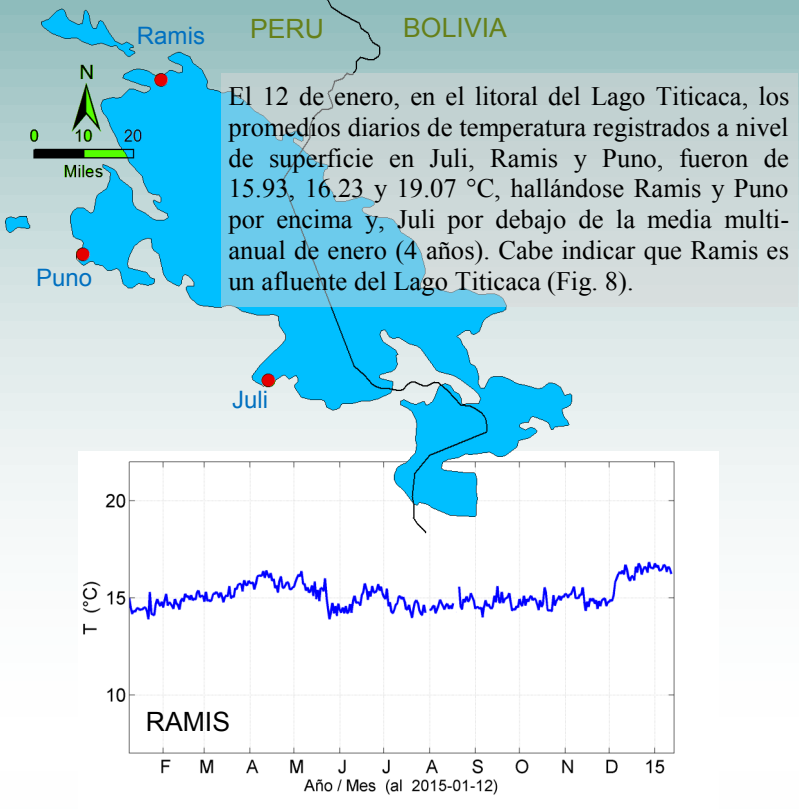 Ramis
PERU
BOLIVIA
N
0 10 20
Miles
El 12 de enero, en el litoral del Lago Titicaca, los
promedios diarios de temperatura registrados a nivel
de superficie en Juli, Ramis y Puno, fueron de
15.93, 16.23 y 19.07 °C, hallándose Ramis y Puno
por encima y, Juli por debajo de la media multi-
anual de enero (4 años). Cabe indicar que Ramis es
un afluente del Lago Titicaca (Fig. 8).
Puno
Juli
20
15
10
T (°C)
RAMIS
F M A M J J A S O N D 15
Año / Mes (al 2015-01-12)